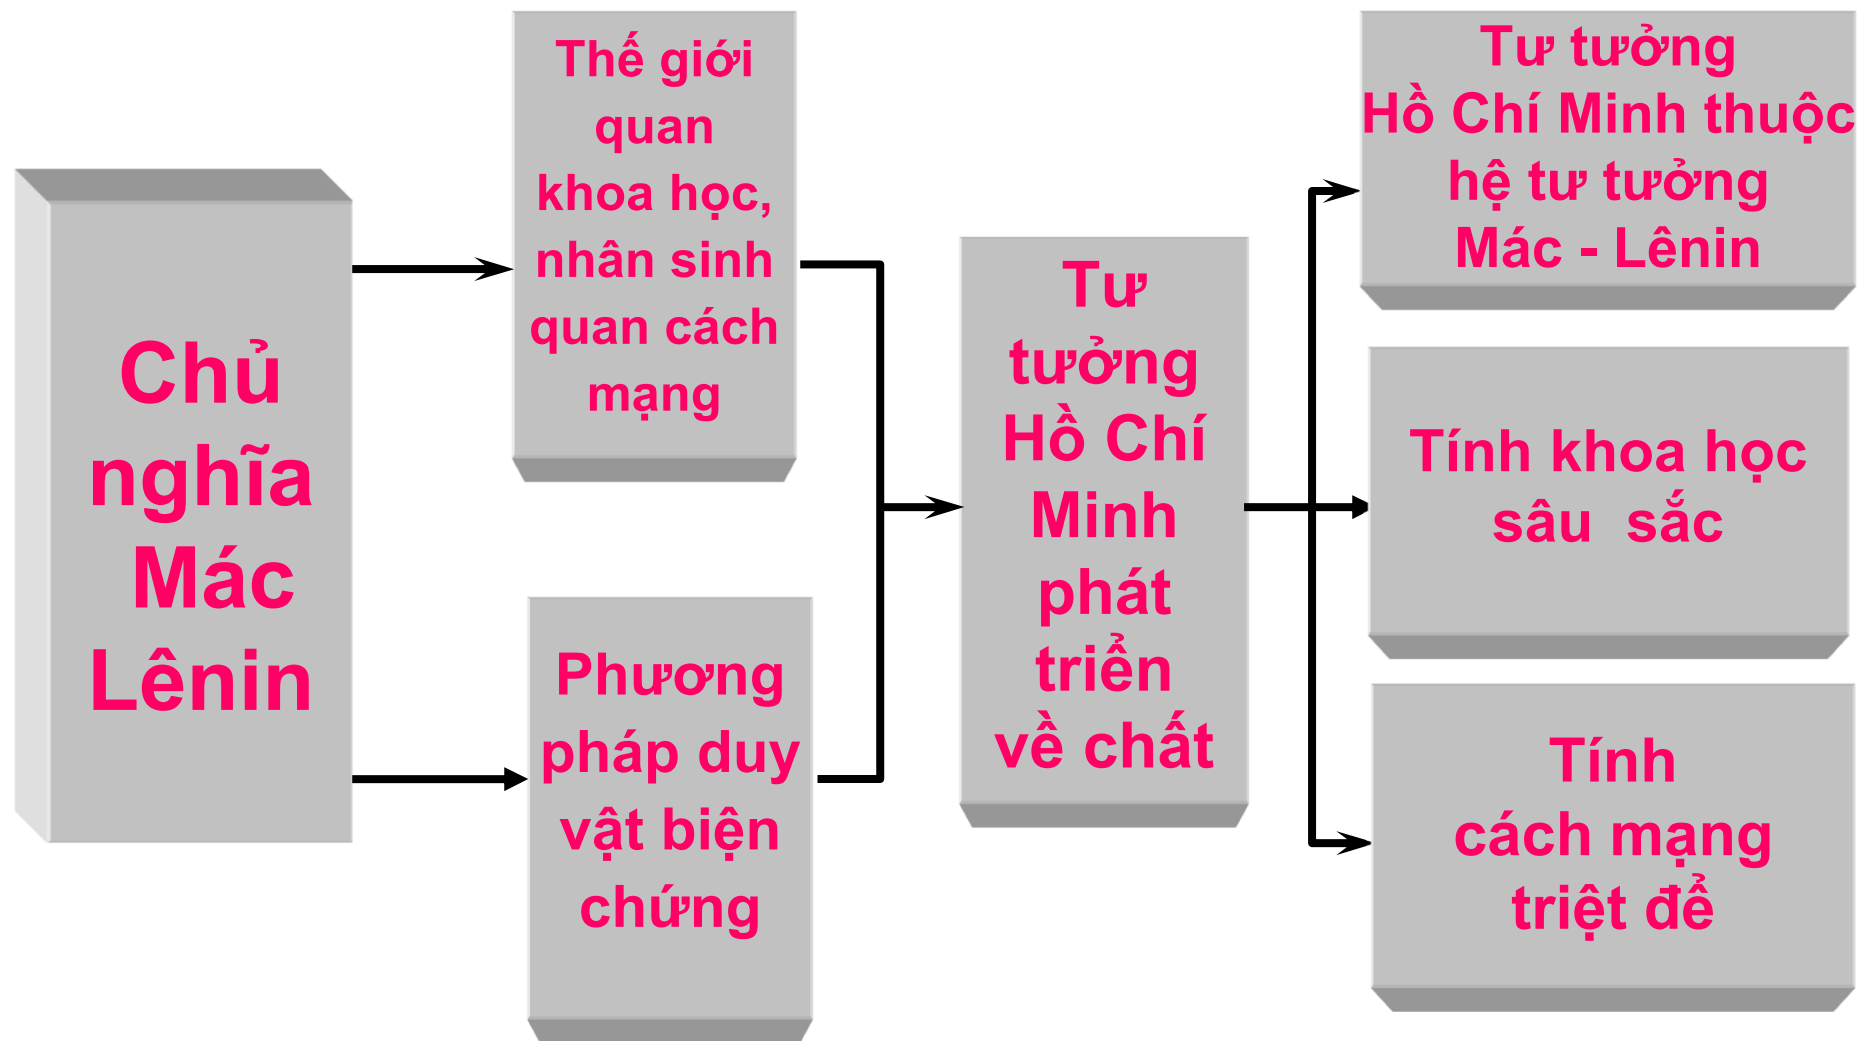 Chủ
nghĩa
Mác
Lênin
Thế giới
quan
khoa học,
nhân sinh
quan cách
mạng
Phương
pháp duy
vật biện
chứng
Tư
tưởng
Hồ Chí
Minh
phát
triển
về chất
Tư tưởng
Hồ Chí Minh thuộc
hệ tư tưởng
Mác - Lênin
Tính khoa học
sâu  sắc
Tính
cách mạng
triệt để